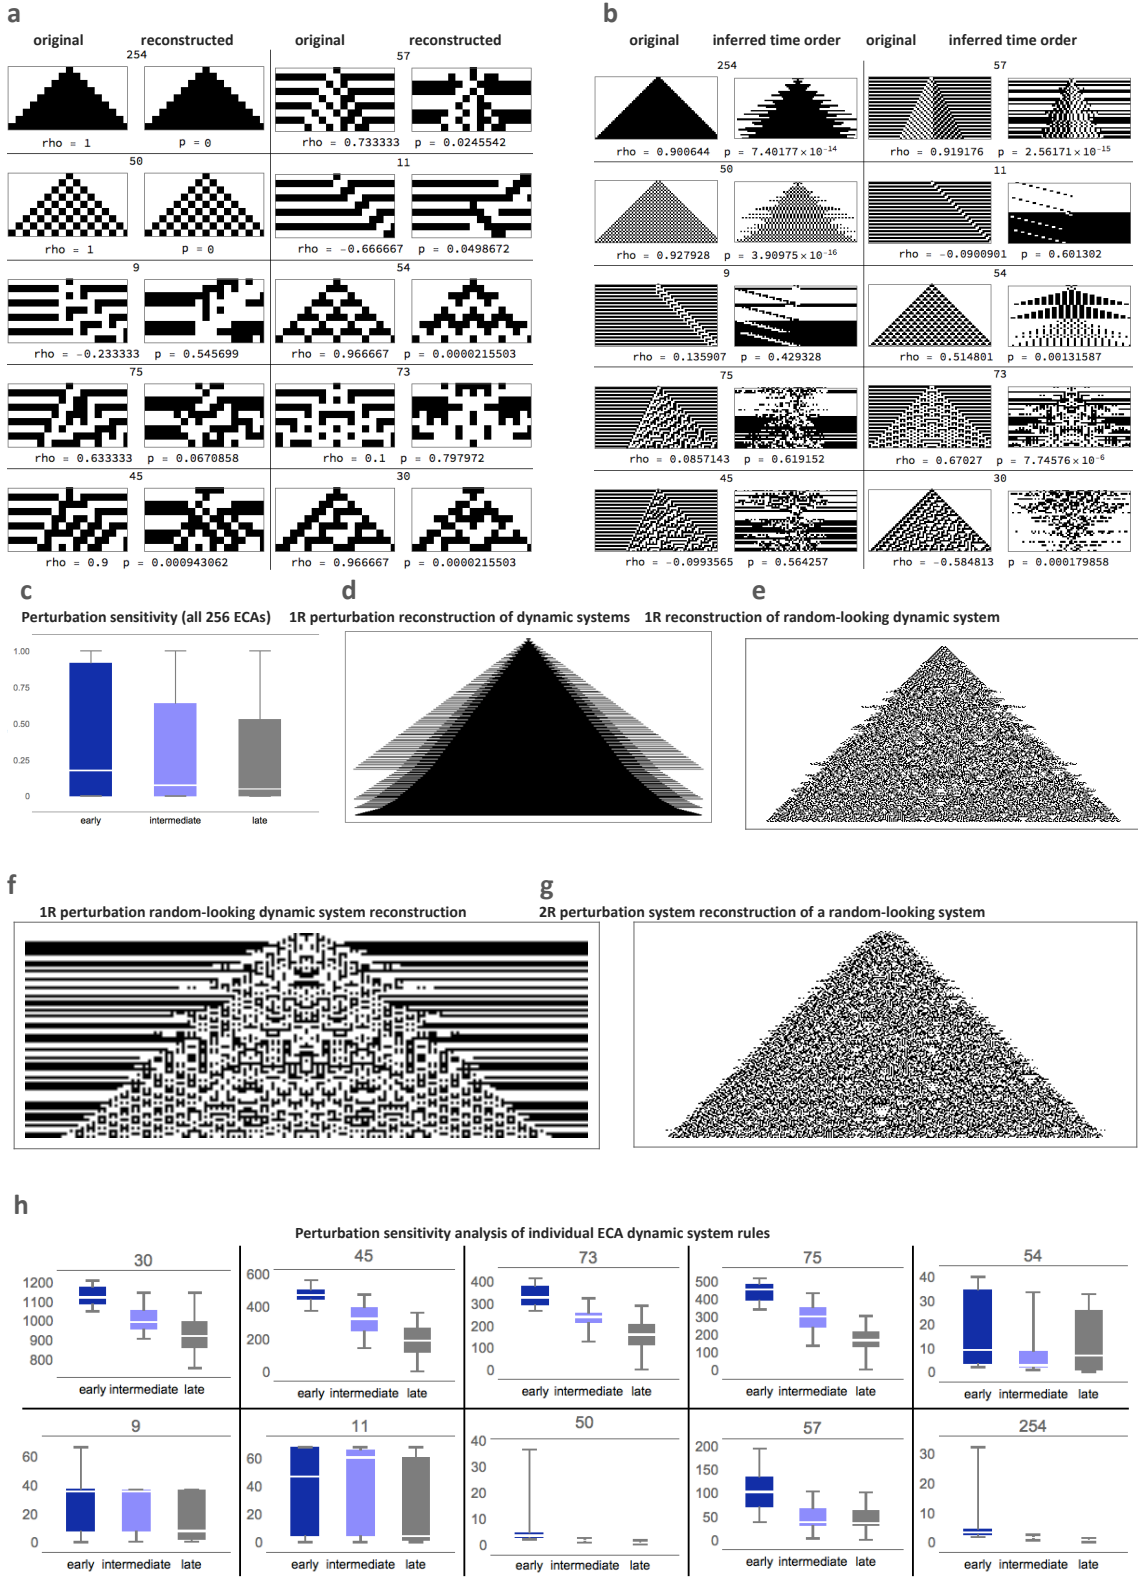 a
original reconstructed original reconstructed
254 57
rho = 1 p = 0 rho = 0.733333 p = 0.0245542
50 11
rho = 1 p = 0 rho = -0.666667 p = 0.0498672
9 54
rho = -0.233333 p = 0.545699 rho = 0.966667 p = 0.0000215503
75 73
rho = 0.633333 p = 0.0670858 rho = 0.1 p = 0.797972
45 30
rho = 0.9 p = 0.000943062 rho = 0.966667 p = 0.0000215503
b
original inferred time order original inferred time order
254 57
rho = 0.900644 p = 7.40177×10⁻¹⁴ rho = 0.919176 p = 2.56171×10⁻¹⁵
50 11
rho = 0.927928 p = 3.90975×10⁻¹⁶ rho = -0.0900901 p = 0.601302
9 54
rho = 0.135907 p = 0.429328 rho = 0.514801 p = 0.00131587
75 73
rho = 0.0857143 p = 0.619152 rho = 0.67027 p = 7.74576×10⁻⁶
45 30
rho = -0.0993565 p = 0.564257 rho = -0.584813 p = 0.000179858
c
Perturbation sensitivity (all 256 ECAs)
1.00
0.75
0.50
0.25
0
early intermediate late
d
1R perturbation reconstruction of dynamic systems
e
1R reconstruction of random-looking dynamic system
f
1R perturbation random-looking dynamic system reconstruction
g
2R perturbation system reconstruction of a random-looking system
h
Perturbation sensitivity analysis of individual ECA dynamic system rules
30
1200
1100
1000
900
800
early intermediate late
45
600
400
200
0
early intermediate late
73
400
300
200
100
0
early intermediate late
75
500
400
300
200
100
0
early intermediate late
54
40
30
20
10
0
early intermediate late
9
60
40
20
0
early intermediate late
11
60
40
20
0
early intermediate late
50
40
30
20
10
0
early intermediate late
57
200
150
100
50
0
early intermediate late
254
30
20
10
0
early intermediate late